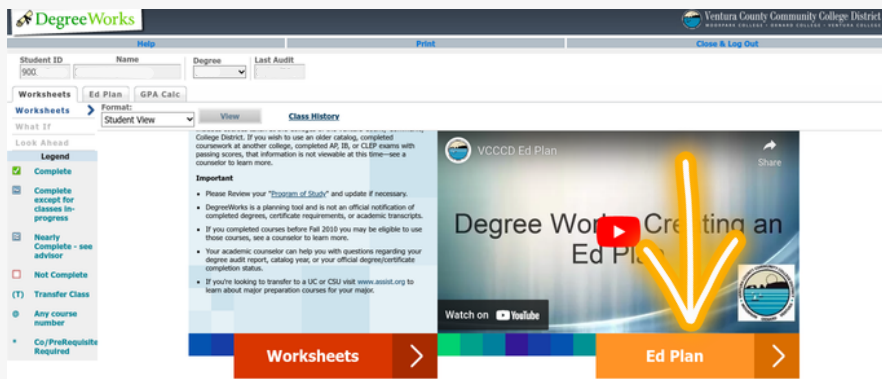 DegreeWorks
Ventura County Community College District
MOORPARK COLLEGE • OXNARD COLLEGE • VENTURA COLLEGE
Help Print Close & Log Out
Student ID Name Degree Last Audit
900
Worksheets Ed Plan GPA Calc
Worksheets
What If
Look Ahead
Format:
Student View View Class History
Legend
Complete
Complete
except for
classes in-
progress
Nearly
Complete - see
advisor
Not Complete
(T) Transfer Class
@ Any course
number
* Co/PreRequisite
Required
College District. If you wish to use an older catalog, completed
coursework at another college, completed AP, IB, or CLEP exams with
passing scores, that information is not viewable at this time—see a
counselor to learn more.
Important
• Please Review your "Program of Study" and update if necessary.
• DegreeWorks is a planning tool and is not an official notification of
completed degrees, certificate requirements, or academic transcripts.
• If you completed courses before Fall 2010 you may be eligible to use
those courses, see a counselor to learn more.
• Your academic counselor can help you with questions regarding your
degree audit report, catalog year, or your official degree/certificate
completion status.
• If you're looking to transfer to a UC or CSU visit www.assist.org to
learn about major preparation courses for your major.
VCCCD Ed Plan
Share
Degree Works Creating an
Ed Plan
Watch on YouTube
Worksheets
Ed Plan